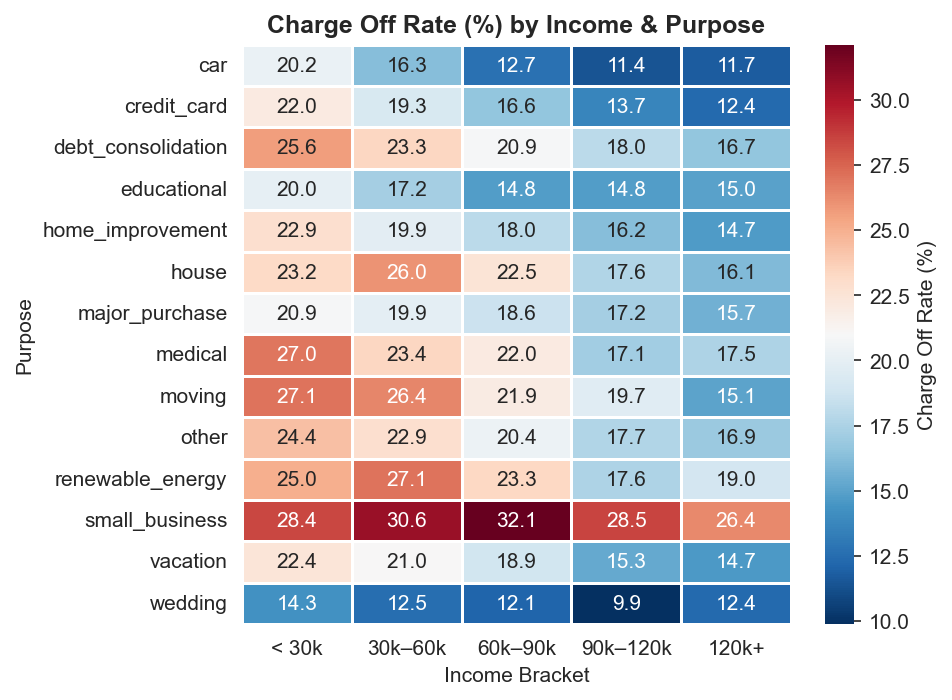 Charge Off Rate (%) by Income & Purpose
Purpose
car 20.2 16.3 12.7 11.4 11.7
credit_card 22.0 19.3 16.6 13.7 12.4
debt_consolidation 25.6 23.3 20.9 18.0 16.7
educational 20.0 17.2 14.8 14.8 15.0
home_improvement 22.9 19.9 18.0 16.2 14.7
house 23.2 26.0 22.5 17.6 16.1
major_purchase 20.9 19.9 18.6 17.2 15.7
medical 27.0 23.4 22.0 17.1 17.5
moving 27.1 26.4 21.9 19.7 15.1
other 24.4 22.9 20.4 17.7 16.9
renewable_energy 25.0 27.1 23.3 17.6 19.0
small_business 28.4 30.6 32.1 28.5 26.4
vacation 22.4 21.0 18.9 15.3 14.7
wedding 14.3 12.5 12.1 9.9 12.4
< 30k 30k–60k 60k–90k 90k–120k 120k+
Income Bracket
30.0
27.5
25.0
22.5
20.0
17.5
15.0
12.5
10.0
Charge Off Rate (%)